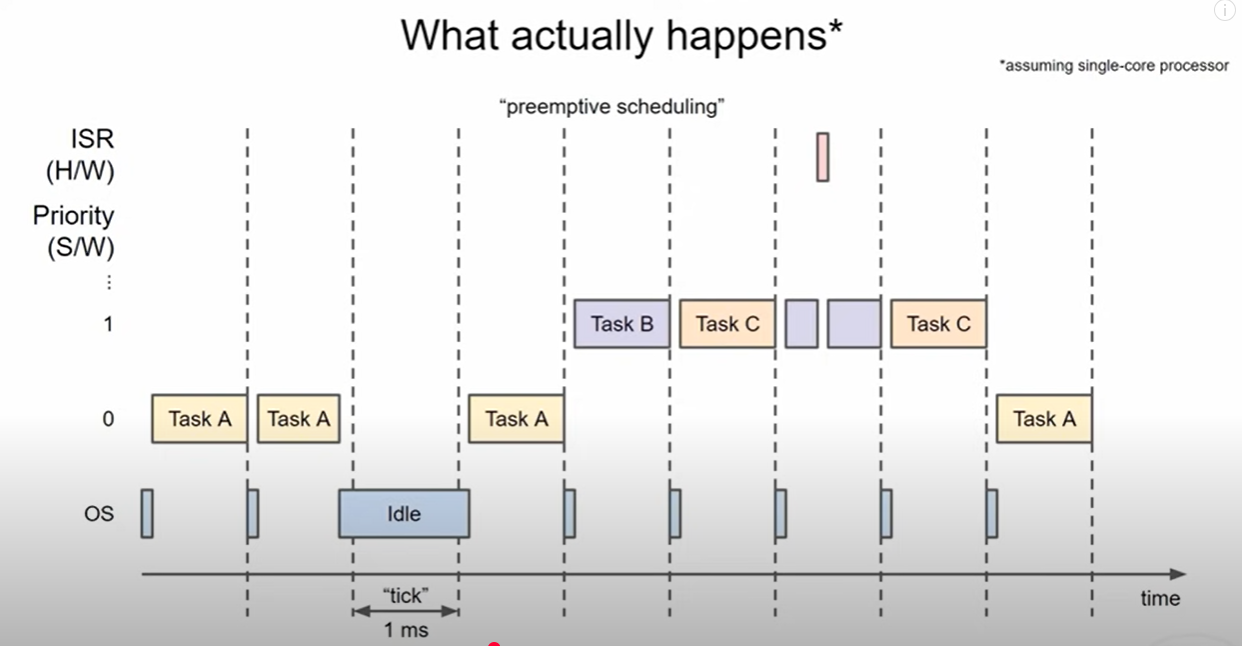 What actually happens*
*assuming single-core processor
“preemptive scheduling”
ISR
(H/W)
Priority
(S/W)
⋮
1
Task B
Task C
Task C
0
Task A
Task A
Task A
Task A
OS
Idle
“tick”
1 ms
time